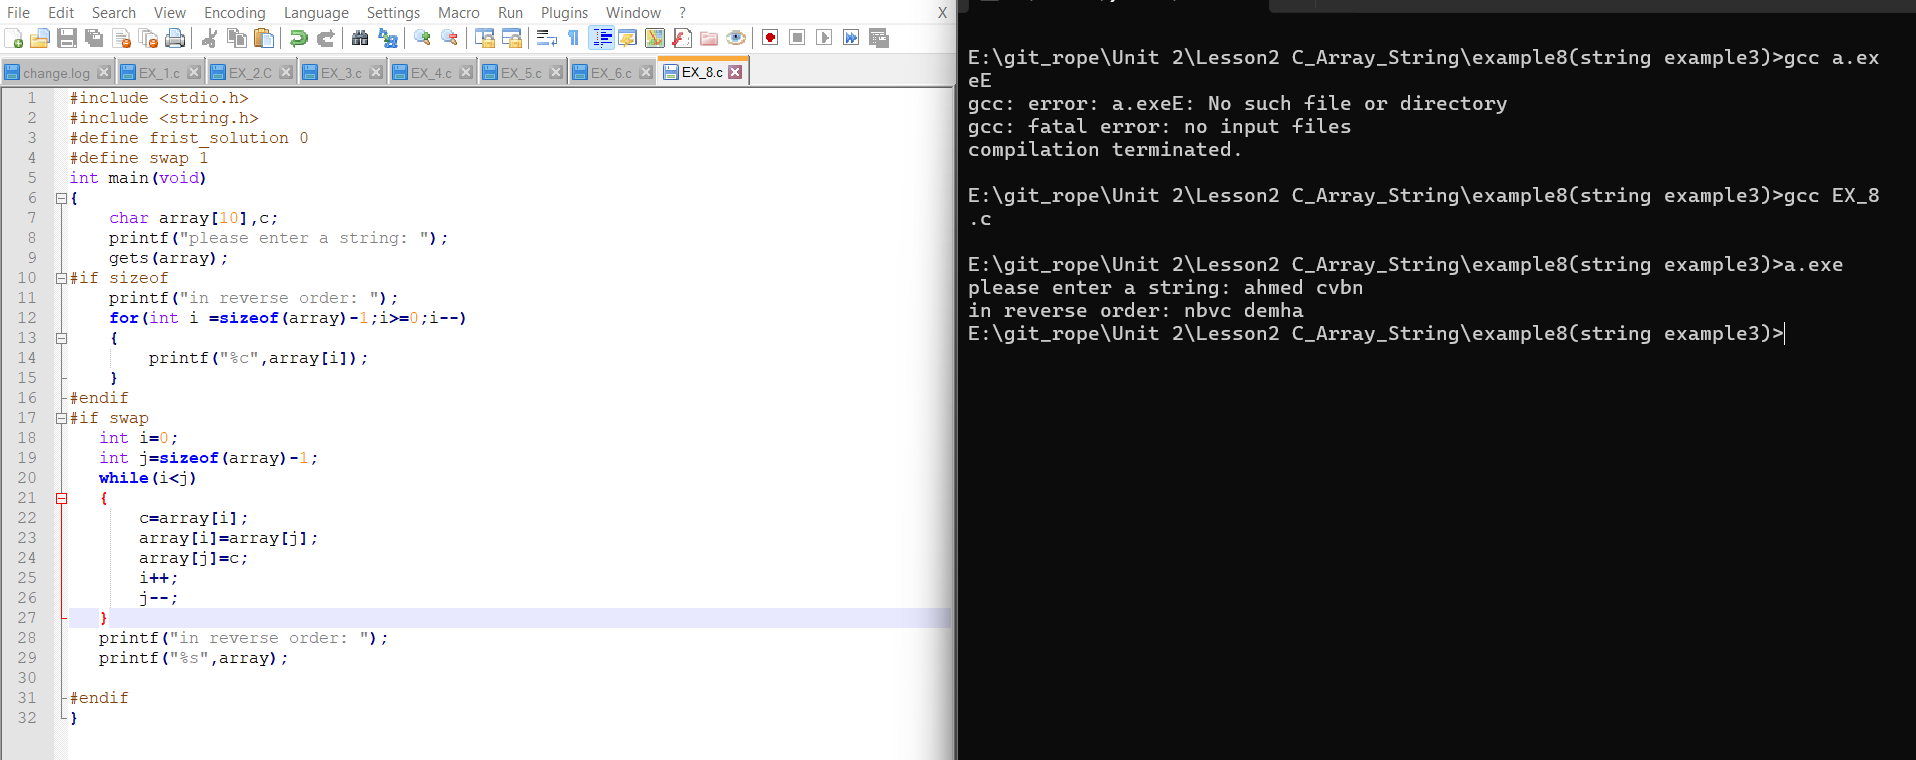 File Edit Search View Encoding Language Settings Macro Run Plugins Window ? X
change.log EX_1.c EX_2.C EX_3.c EX_4.c EX_5.c EX_6.c EX_8.c
1 #include <stdio.h>
2 #include <string.h>
3 #define frist_solution 0
4 #define swap 1
5 int main(void)
6 {
7 char array[10],c;
8 printf("please enter a string: ");
9 gets(array);
10 #if sizeof
11 printf("in reverse order: ");
12 for(int i =sizeof(array)-1;i>=0;i--)
13 {
14 printf("%c",array[i]);
15 }
16 #endif
17 #if swap
18 int i=0;
19 int j=sizeof(array)-1;
20 while(i<j)
21 {
22 c=array[i];
23 array[i]=array[j];
24 array[j]=c;
25 i++;
26 j--;
27 }
28 printf("in reverse order: ");
29 printf("%s",array);
30
31 #endif
32 }
E:\git_rope\Unit 2\Lesson2 C_Array_String\example8(string example3)>gcc a.ex
eE
gcc: error: a.exeE: No such file or directory
gcc: fatal error: no input files
compilation terminated.
E:\git_rope\Unit 2\Lesson2 C_Array_String\example8(string example3)>gcc EX_8
.c
E:\git_rope\Unit 2\Lesson2 C_Array_String\example8(string example3)>a.exe
please enter a string: ahmed cvbn
in reverse order: nbvc demha
E:\git_rope\Unit 2\Lesson2 C_Array_String\example8(string example3)>